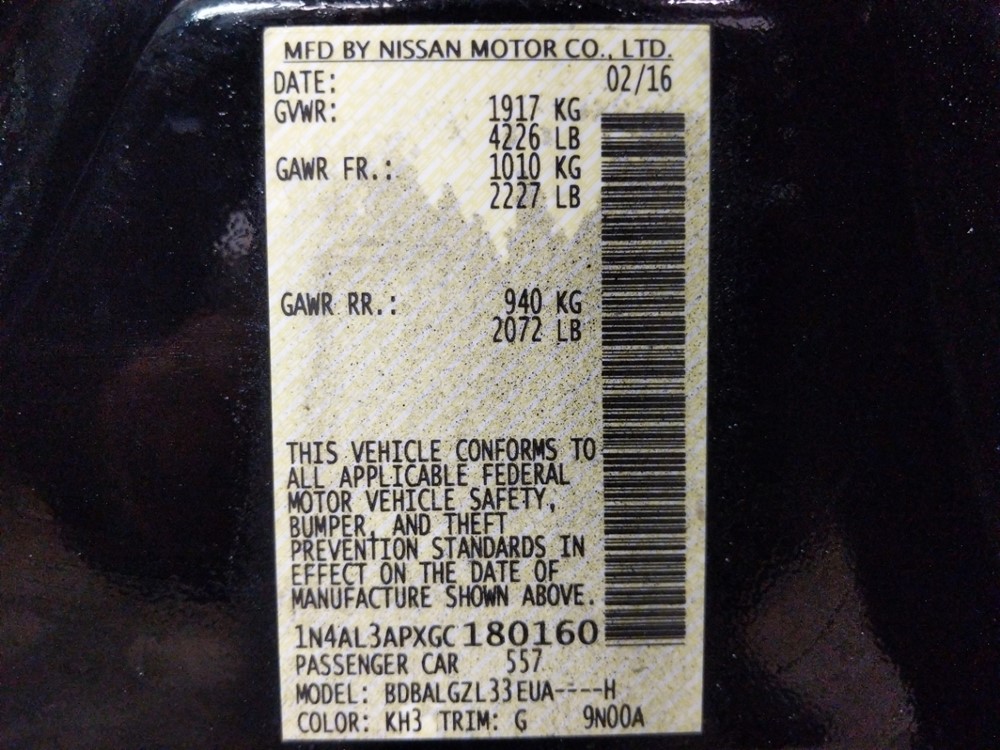 MFD BY NISSAN MOTOR CO., LTD.
DATE: 02/16
GVWR: 1917 KG
4226 LB
GAWR FR.: 1010 KG
2227 LB
GAWR RR.: 940 KG
2072 LB
THIS VEHICLE CONFORMS TO
ALL APPLICABLE FEDERAL
MOTOR VEHICLE SAFETY,
BUMPER, AND THEFT
PREVENTION STANDARDS IN
EFFECT ON THE DATE OF
MANUFACTURE SHOWN ABOVE.
1N4AL3APXGC180160
PASSENGER CAR 557
MODEL: BDBALGZL33EUA----H
COLOR: KH3 TRIM: G 9N00A